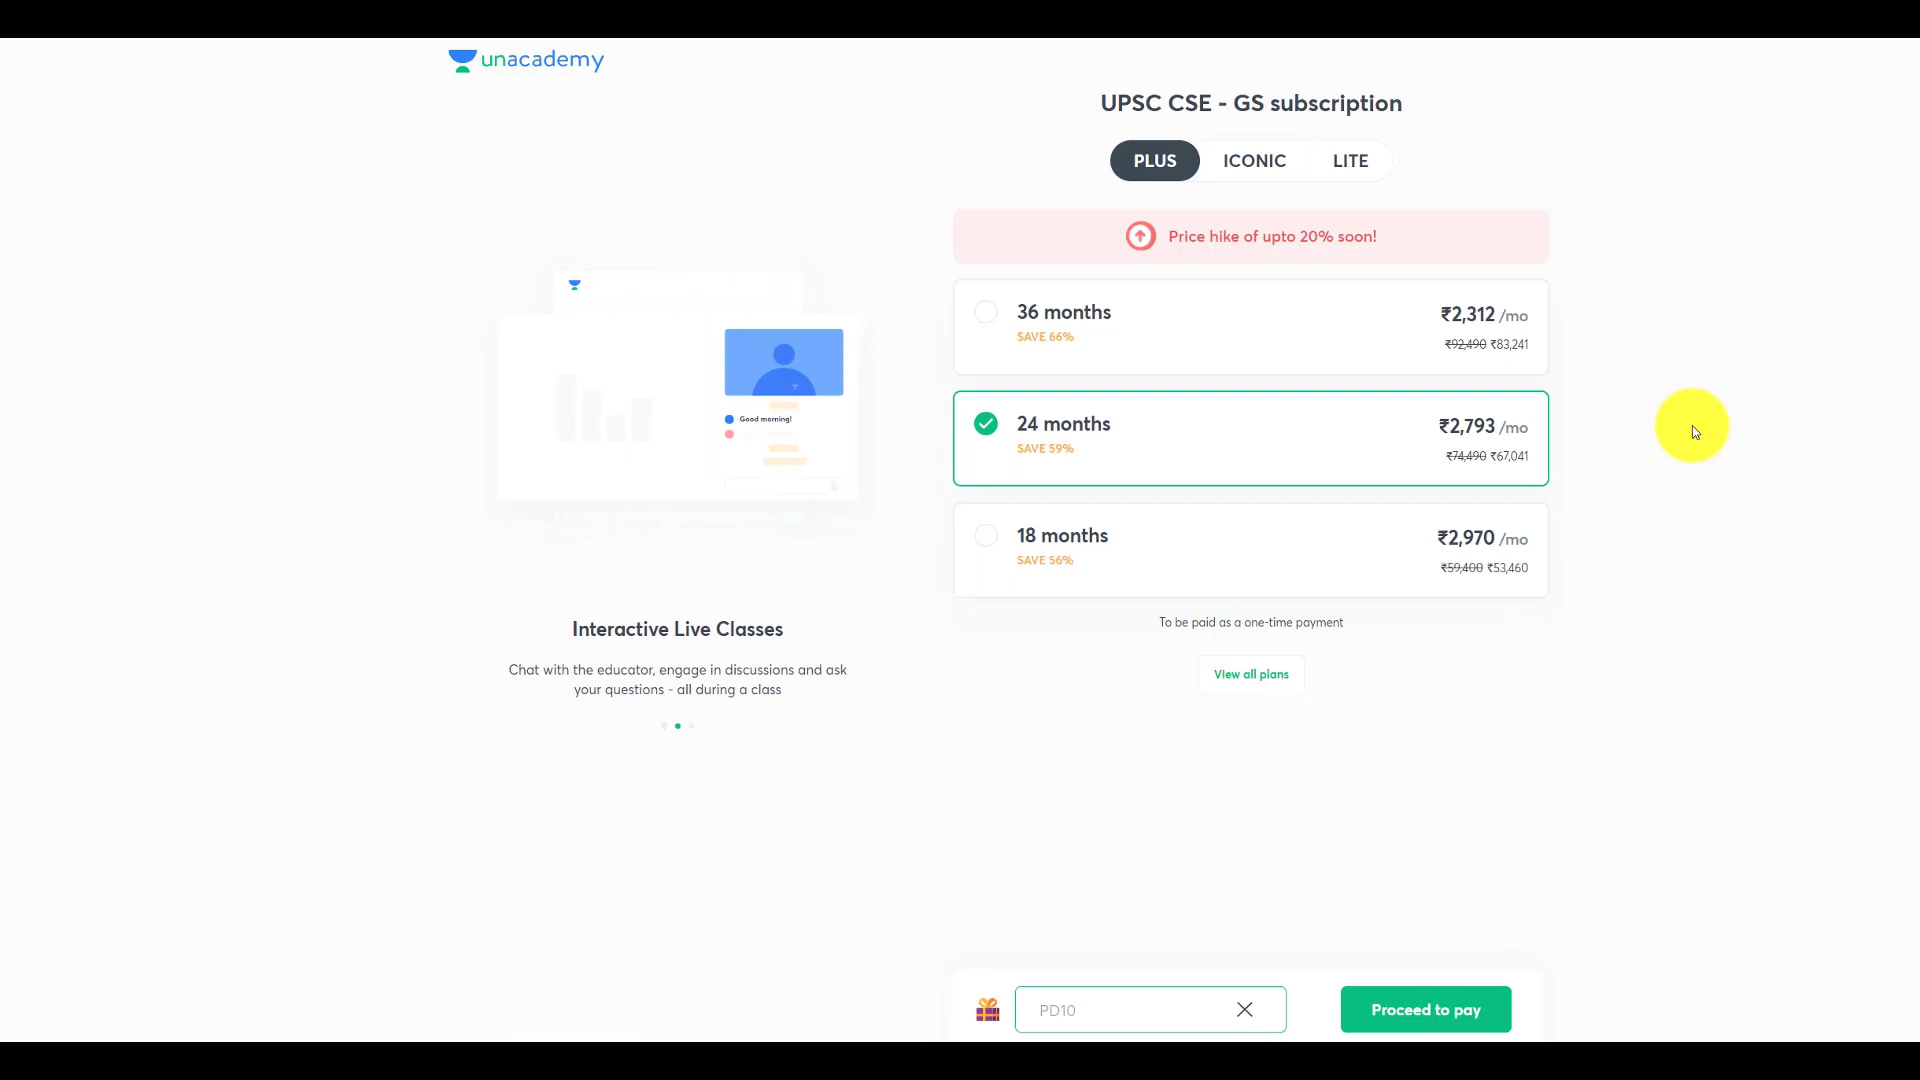 unacademy
UPSC CSE - GS subscription
PLUS ICONIC LITE
Price hike of upto 20% soon!
36 months
SAVE 66%
₹2,312 /mo
₹92,490 ₹83,241
Good morning!
24 months
SAVE 59%
₹2,793 /mo
₹74,490 ₹67,041
18 months
SAVE 56%
₹2,970 /mo
₹59,400 ₹53,460
To be paid as a one-time payment
View all plans
Interactive Live Classes
Chat with the educator, engage in discussions and ask
your questions - all during a class
PD10
Proceed to pay